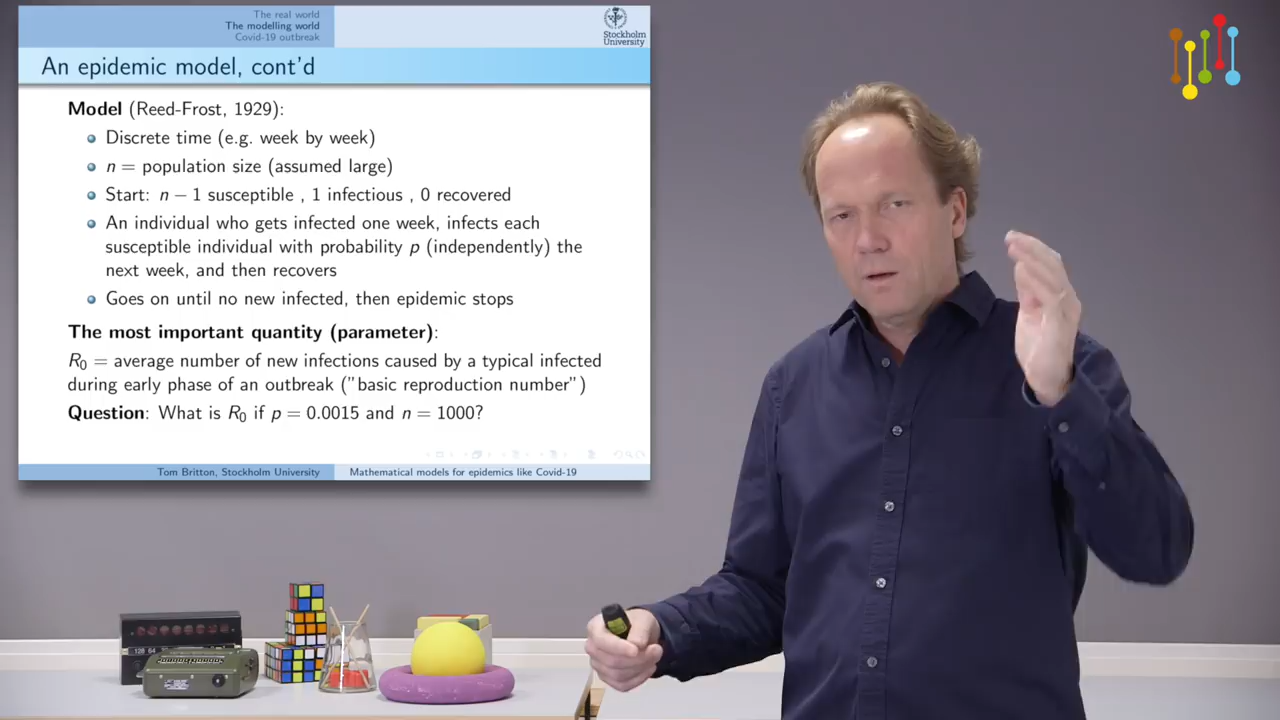 The real world
The modelling world
Covid-19 outbreak
Stockholm
University
An epidemic model, cont'd
Model (Reed-Frost, 1929):
Discrete time (e.g. week by week)
n = population size (assumed large)
Start: n − 1 susceptible , 1 infectious , 0 recovered
An individual who gets infected one week, infects each
susceptible individual with probability p (independently) the
next week, and then recovers
Goes on until no new infected, then epidemic stops
The most important quantity (parameter):
R₀ = average number of new infections caused by a typical infected
during early phase of an outbreak ("basic reproduction number")
Question: What is R₀ if p = 0.0015 and n = 1000?
Tom Britton, Stockholm University
Mathematical models for epidemics like Covid-19
128 64